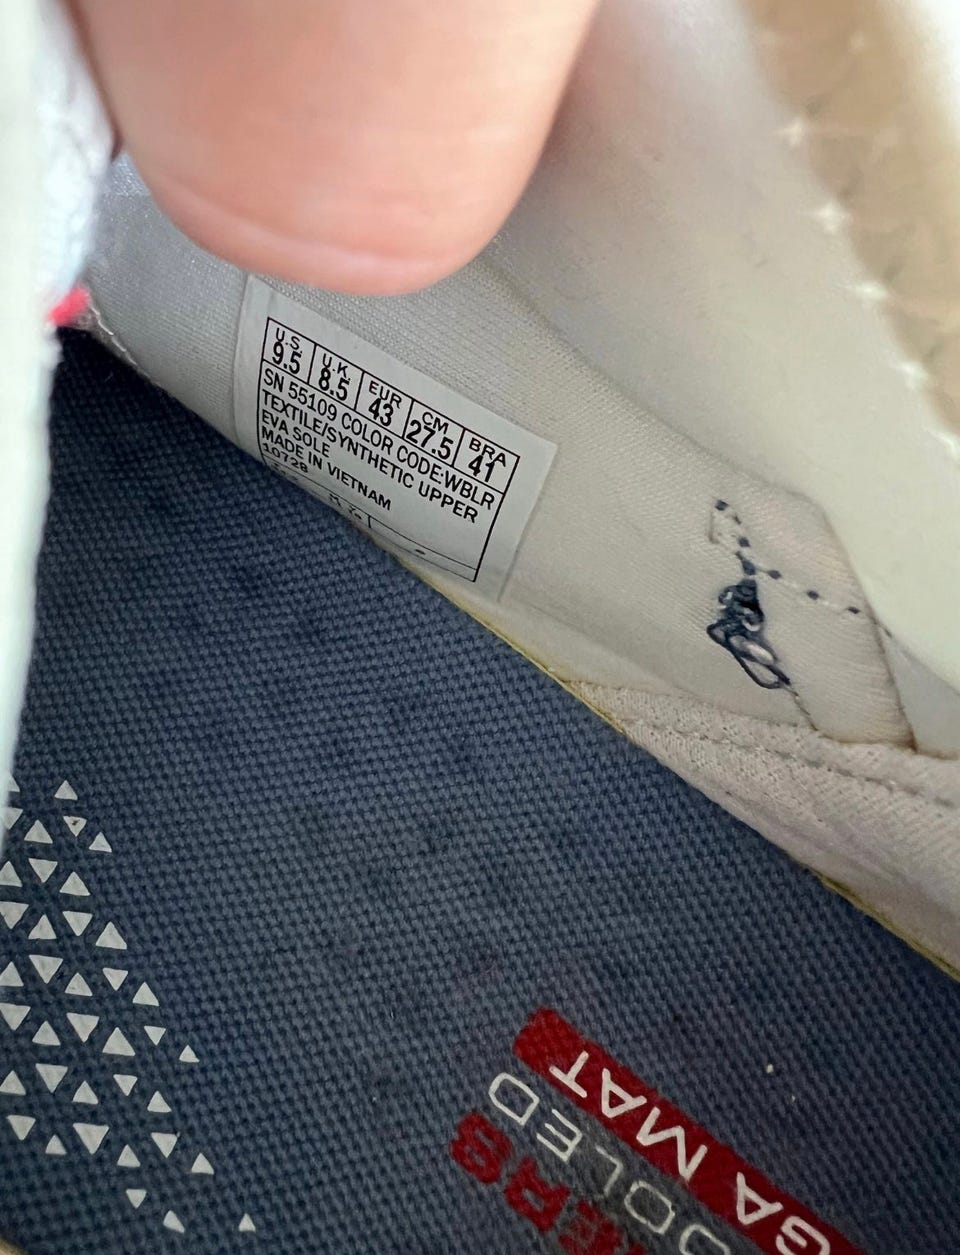 U.S. U.K. EUR CM BRA
9.5 8.5 43 27.5 41
SN 55109 COLOR CODE:WBLR
TEXTILE/SYNTHETIC UPPER
EVA SOLE
MADE IN VIETNAM
10728
GA MAT
OOLED